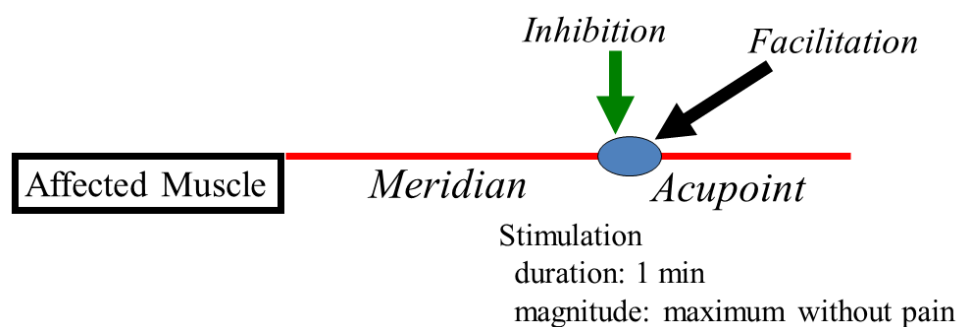 Inhibition
Facilitation
Affected Muscle
Meridian
Acupoint
Stimulation
duration: 1 min
magnitude: maximum without pain